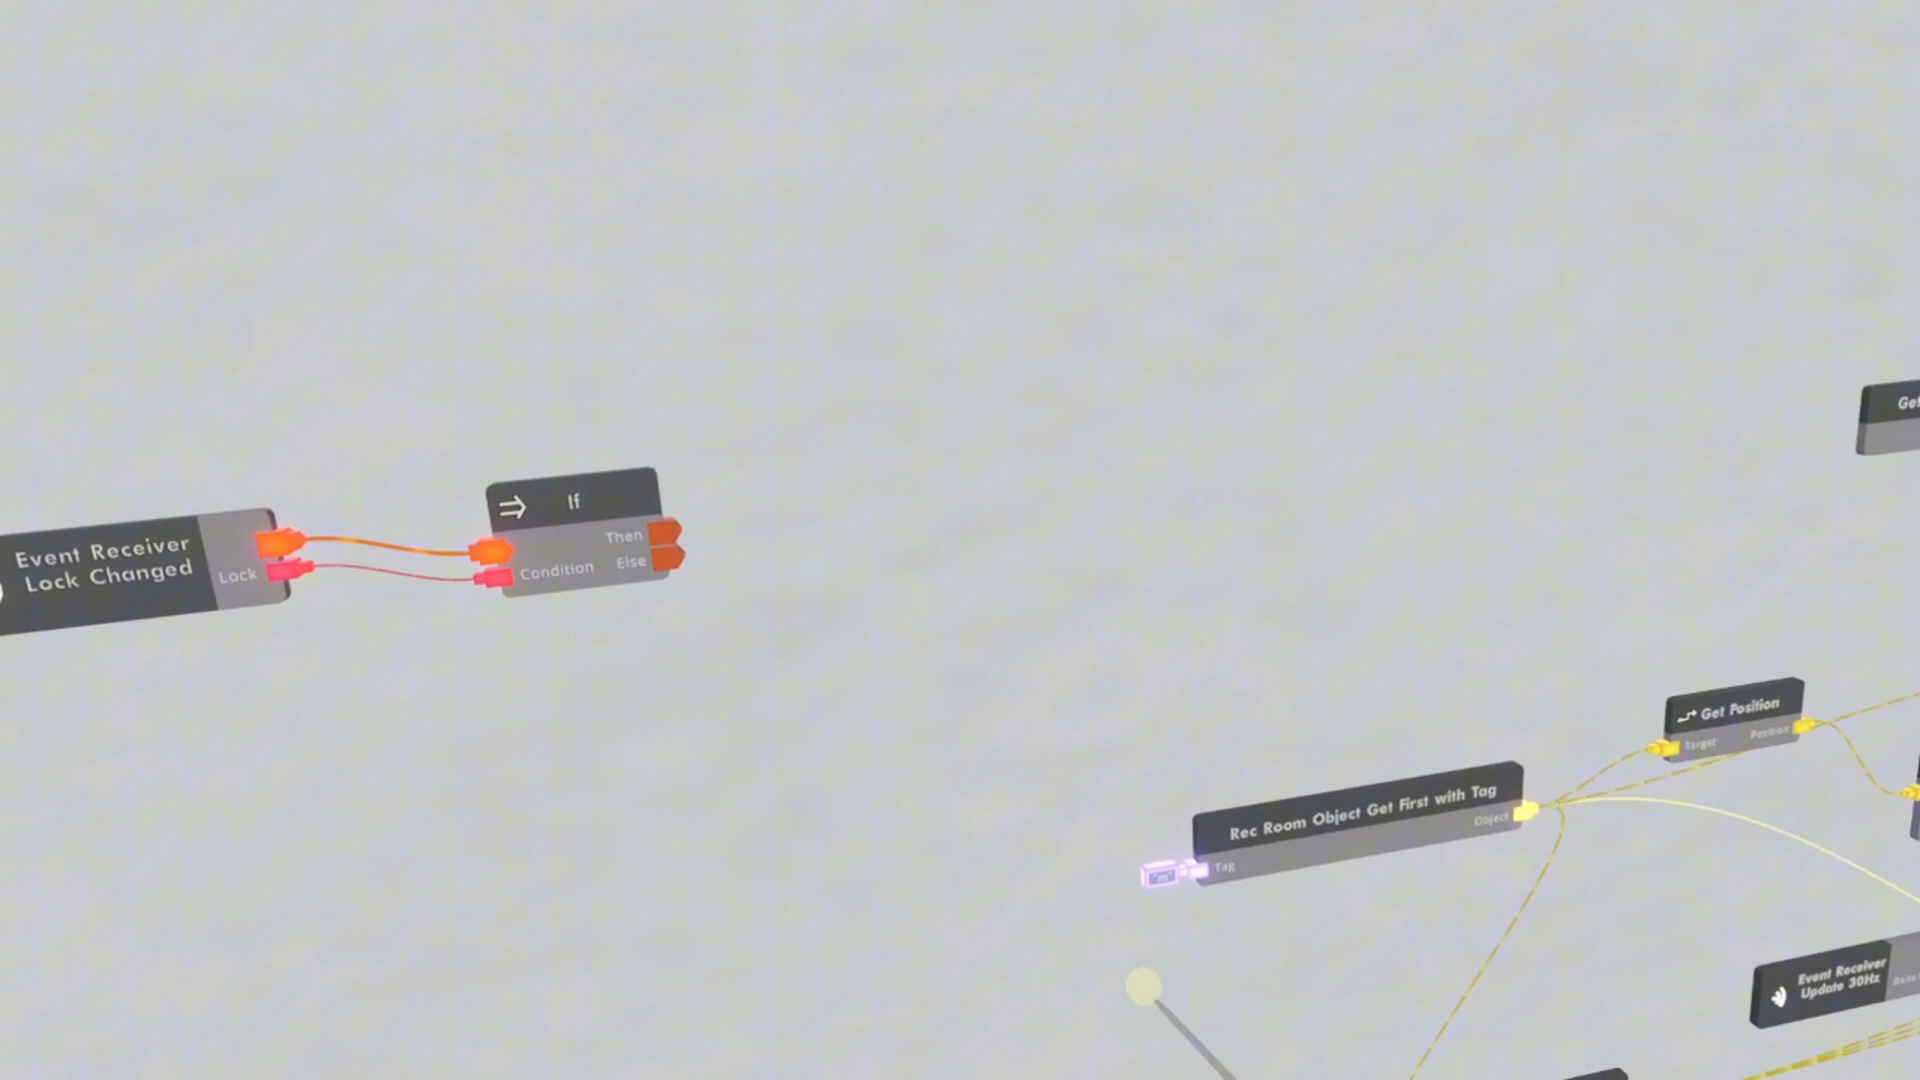 Event Receiver
Lock Changed
Lock
If
Then
Condition
Else
Get Position
Target
Position
Rec Room Object Get First with Tag
Object
"m"
Tag
Event Receiver
Update 30Hz